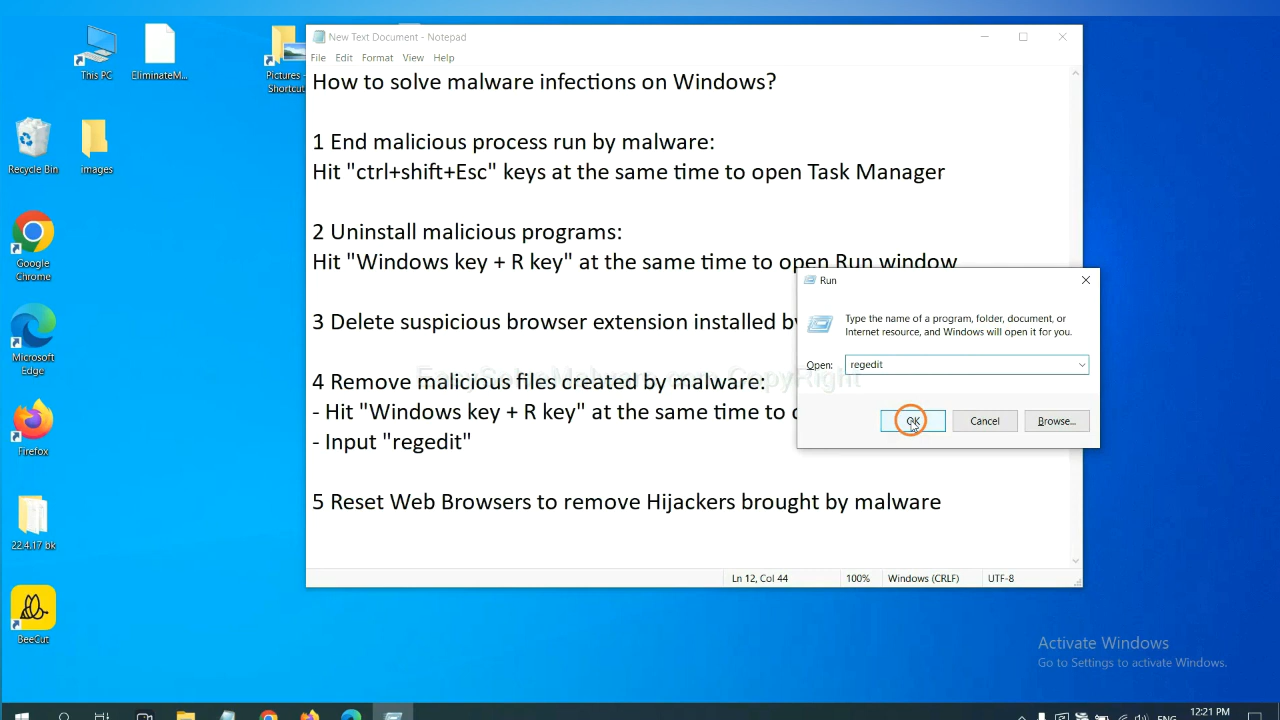 This PC
EliminateM...
Pictures -
Shortcut
Recycle Bin
images
Google
Chrome
Microsoft
Edge
Firefox
22.4.17 bk
BeeCut
New Text Document - Notepad
File Edit Format View Help
How to solve malware infections on Windows?
1 End malicious process run by malware:
Hit "ctrl+shift+Esc" keys at the same time to open Task Manager
2 Uninstall malicious programs:
Hit "Windows key + R key" at the same time to open Run window
3 Delete suspicious browser extension installed by
4 Remove malicious files created by malware:
- Hit "Windows key + R key" at the same time to
- Input "regedit"
5 Reset Web Browsers to remove Hijackers brought by malware
Ln 12, Col 44 100% Windows (CRLF) UTF-8
Run
Type the name of a program, folder, document, or
Internet resource, and Windows will open it for you.
Open: regedit
OK Cancel Browse...
EasySolveMalware.com CopyRight
Activate Windows
Go to Settings to activate Windows.
ENG
12:21 PM